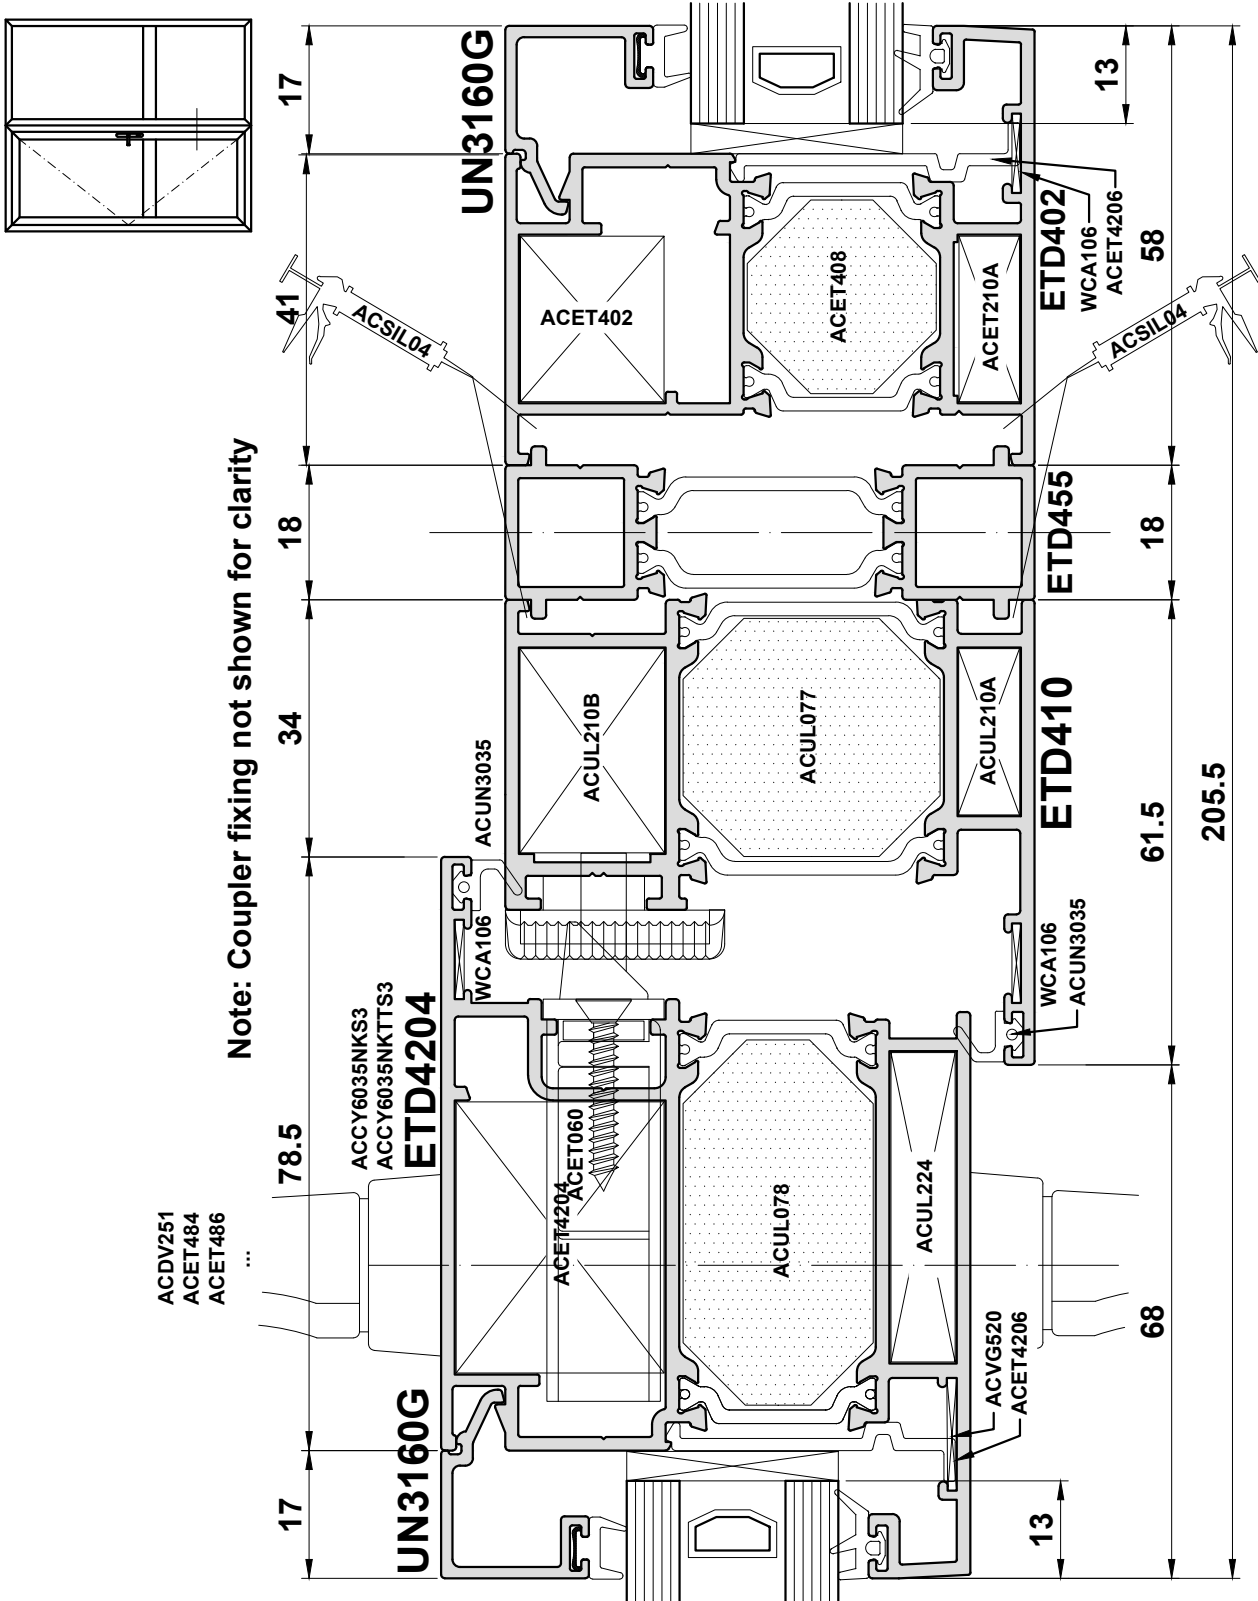 UN3160G
17
13
ETD402
WCA106
ACET4206
58
41
ACSIL04
ACET402
ACET408
ACET210A
ACSIL04
Note: Coupler fixing not shown for clarity
18
ETD455
18
34
ACUN3035
ACUL210B
ACUL077
ACUL210A
ETD410
61.5
205.5
WCA106
WCA106
ACUN3035
ACCY6035NKS3
ACCY6035NKTTS3
ETD4204
78.5
ACET060
ACET4204
ACUL078
ACUL224
ACDV251
ACET484
ACET486
...
68
ACVG520
ACET4206
UN3160G
17
13